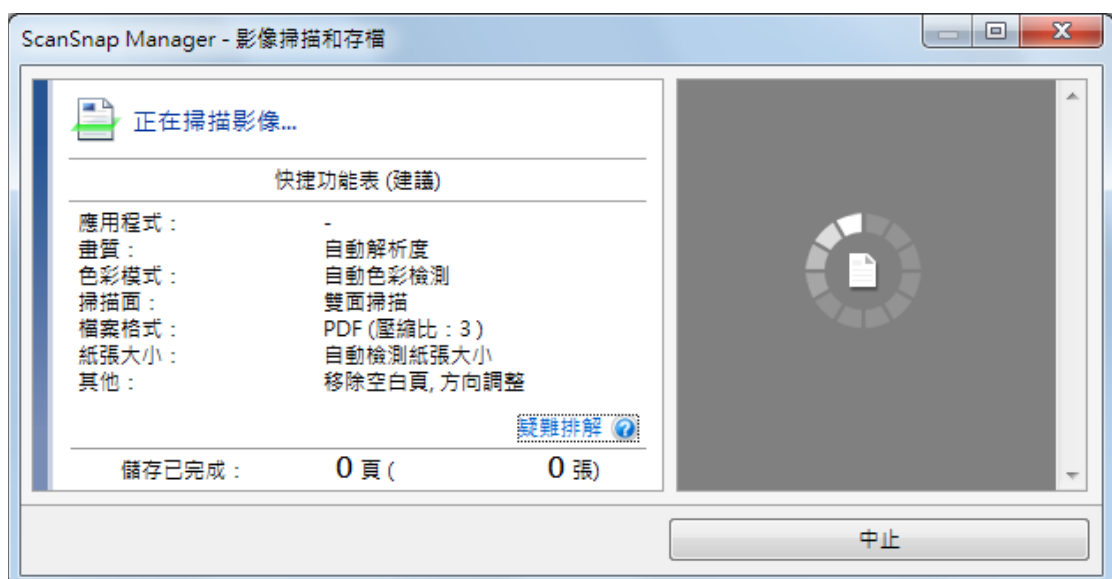 ScanSnap Manager - 影像掃描和存檔
正在掃描影像...
快捷功能表 (建議)
應用程式： -
畫質： 自動解析度
色彩模式： 自動色彩檢測
掃描面： 雙面掃描
檔案格式： PDF (壓縮比：3 )
紙張大小： 自動檢測紙張大小
其他： 移除空白頁, 方向調整
疑難排解
儲存已完成： 0 頁 ( 0 張)
中止